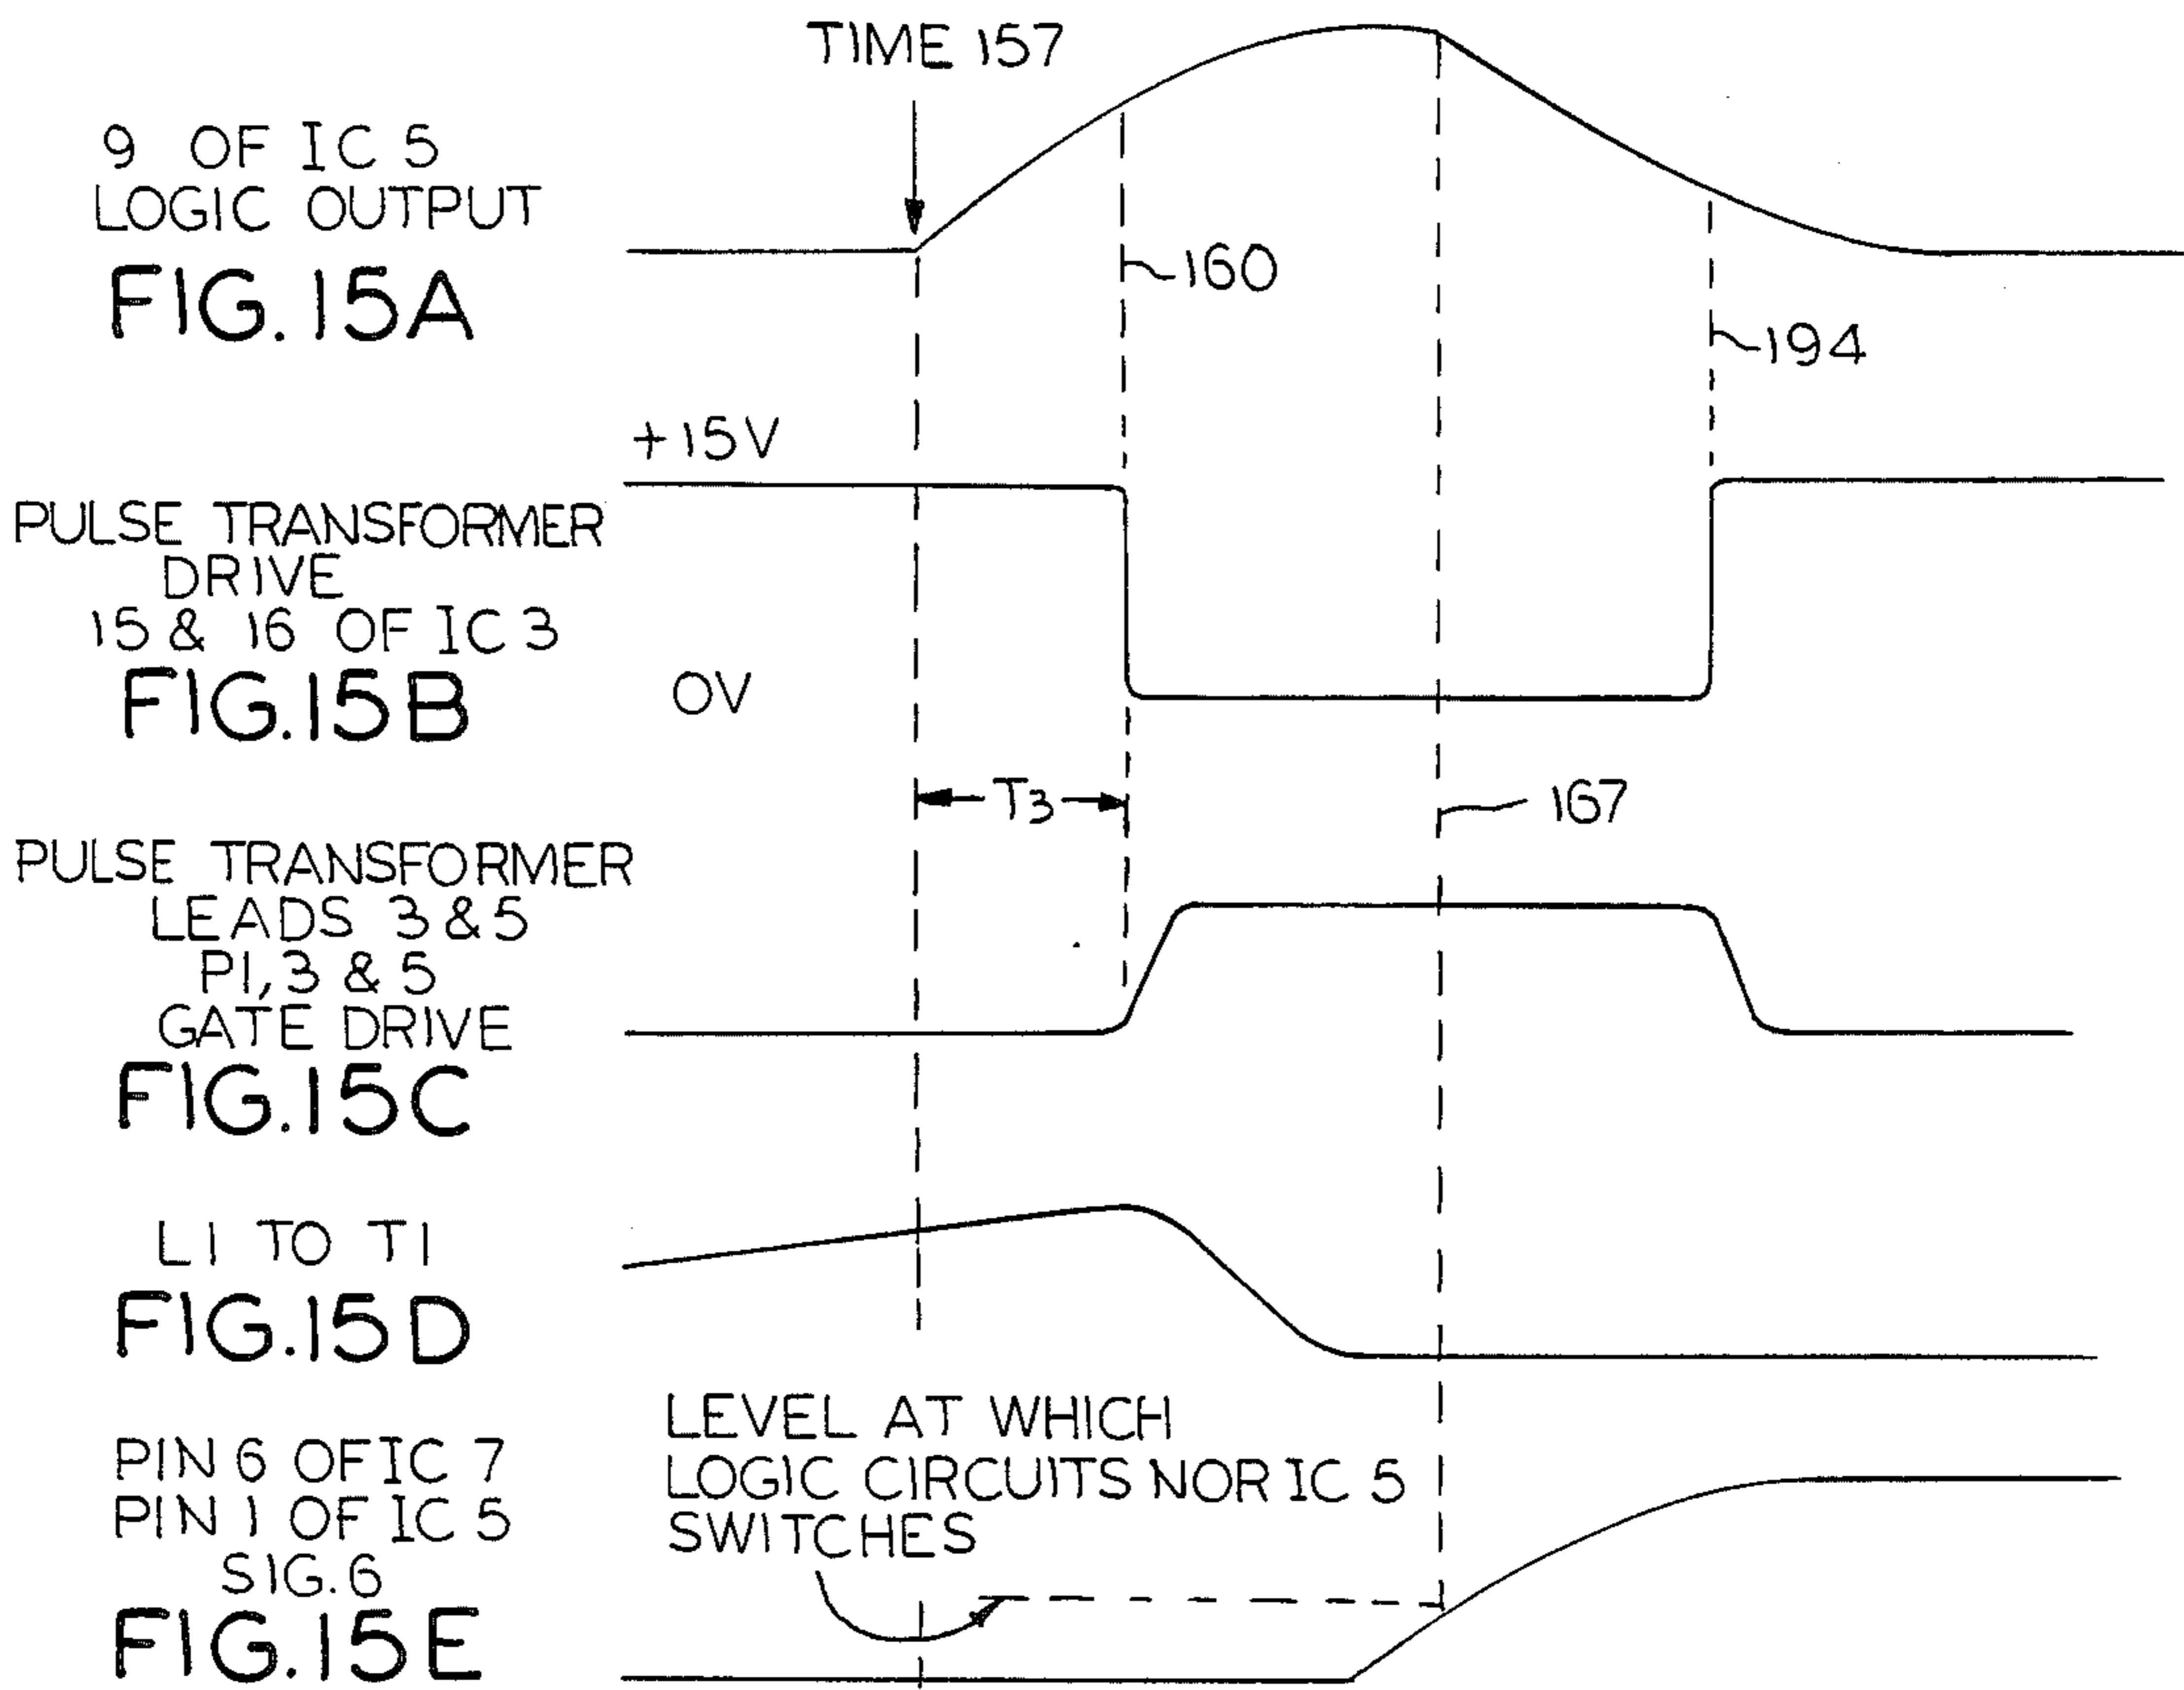 TIME 157
9 OF IC 5
LOGIC OUTPUT
FIG. 15A
160
194
+15V
PULSE TRANSFORMER
DRIVE
15 & 16 OF IC 3
FIG. 15B
0V
T3
167
PULSE TRANSFORMER
LEADS 3 & 5
P1, 3 & 5
GATE DRIVE
FIG. 15C
L1 TO T1
FIG. 15D
LEVEL AT WHICH
LOGIC CIRCUITS NOR IC 5
SWITCHES
PIN 6 OF IC 7
PIN 1 OF IC 5
SIG. 6
FIG. 15E